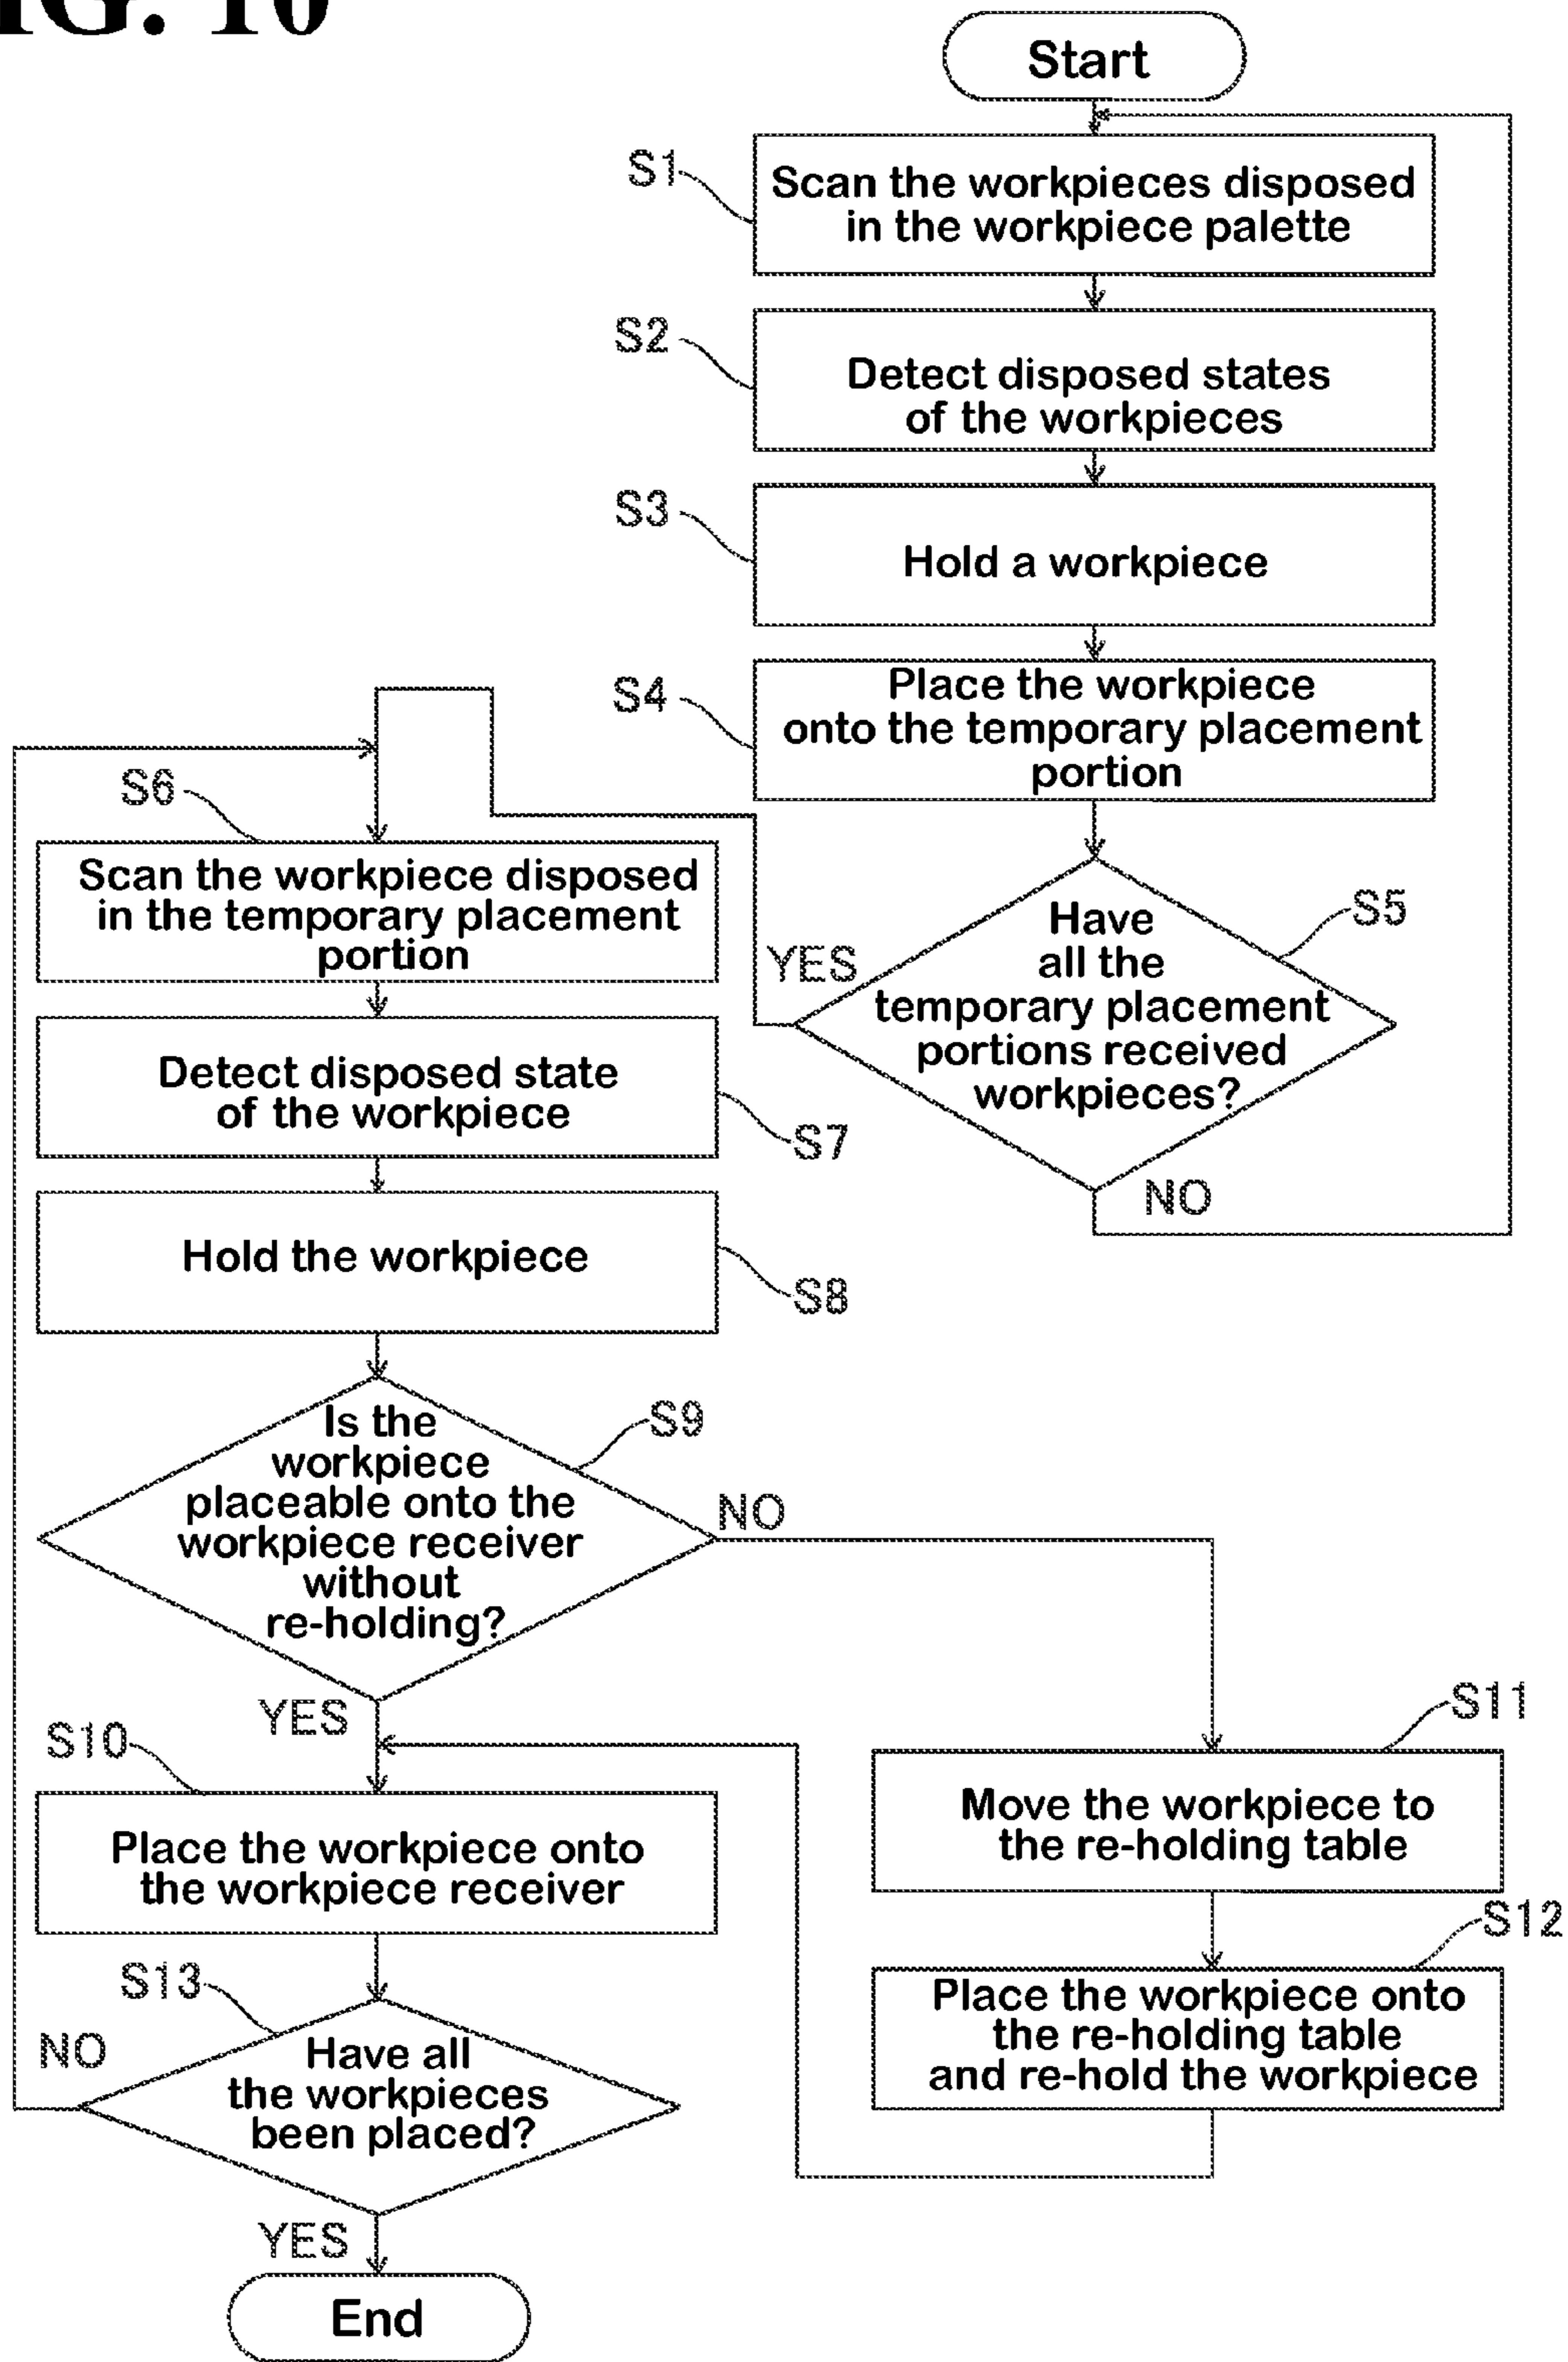 IG. 10
Start
S1
Scan the workpieces disposed
in the workpiece palette
S2
Detect disposed states
of the workpieces
S3
Hold a workpiece
S4
Place the workpiece
onto the temporary placement
portion
S5
Have
all the
temporary placement
portions received
workpieces?
YES
NO
S6
Scan the workpiece disposed
in the temporary placement
portion
Detect disposed state
of the workpiece
S7
Hold the workpiece
S8
S9
Is the
workpiece
placeable onto the
workpiece receiver
without
re-holding?
NO
YES
S10
Place the workpiece onto
the workpiece receiver
S11
Move the workpiece to
the re-holding table
S12
Place the workpiece onto
the re-holding table
and re-hold the workpiece
S13
NO
Have all
the workpieces
been placed?
YES
End